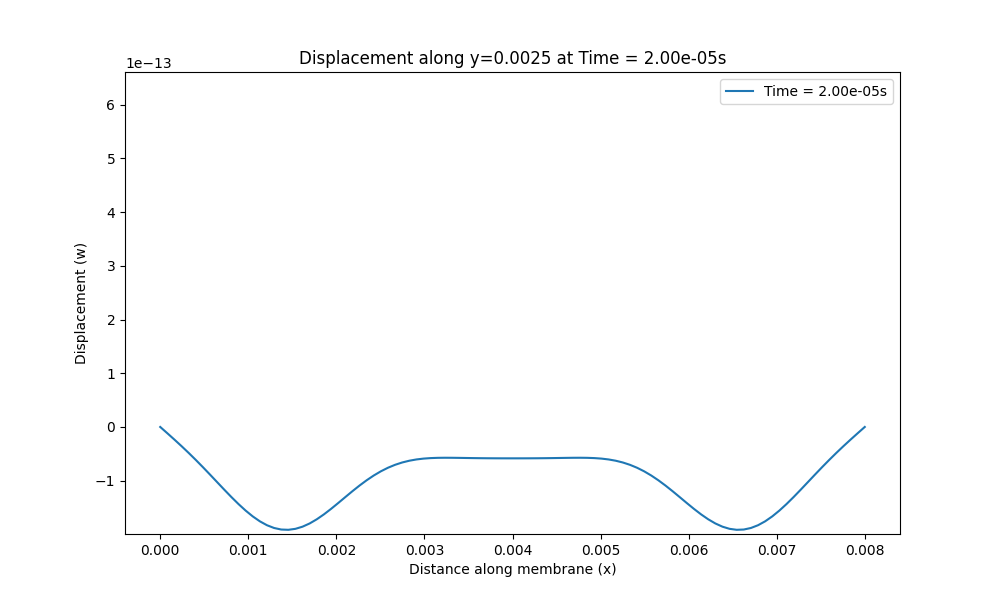 Displacement along y=0.0025 at Time = 2.00e-05s
1e−13
Time = 2.00e-05s
6
5
4
3
2
1
0
−1
Displacement (w)
0.000 0.001 0.002 0.003 0.004 0.005 0.006 0.007 0.008
Distance along membrane (x)